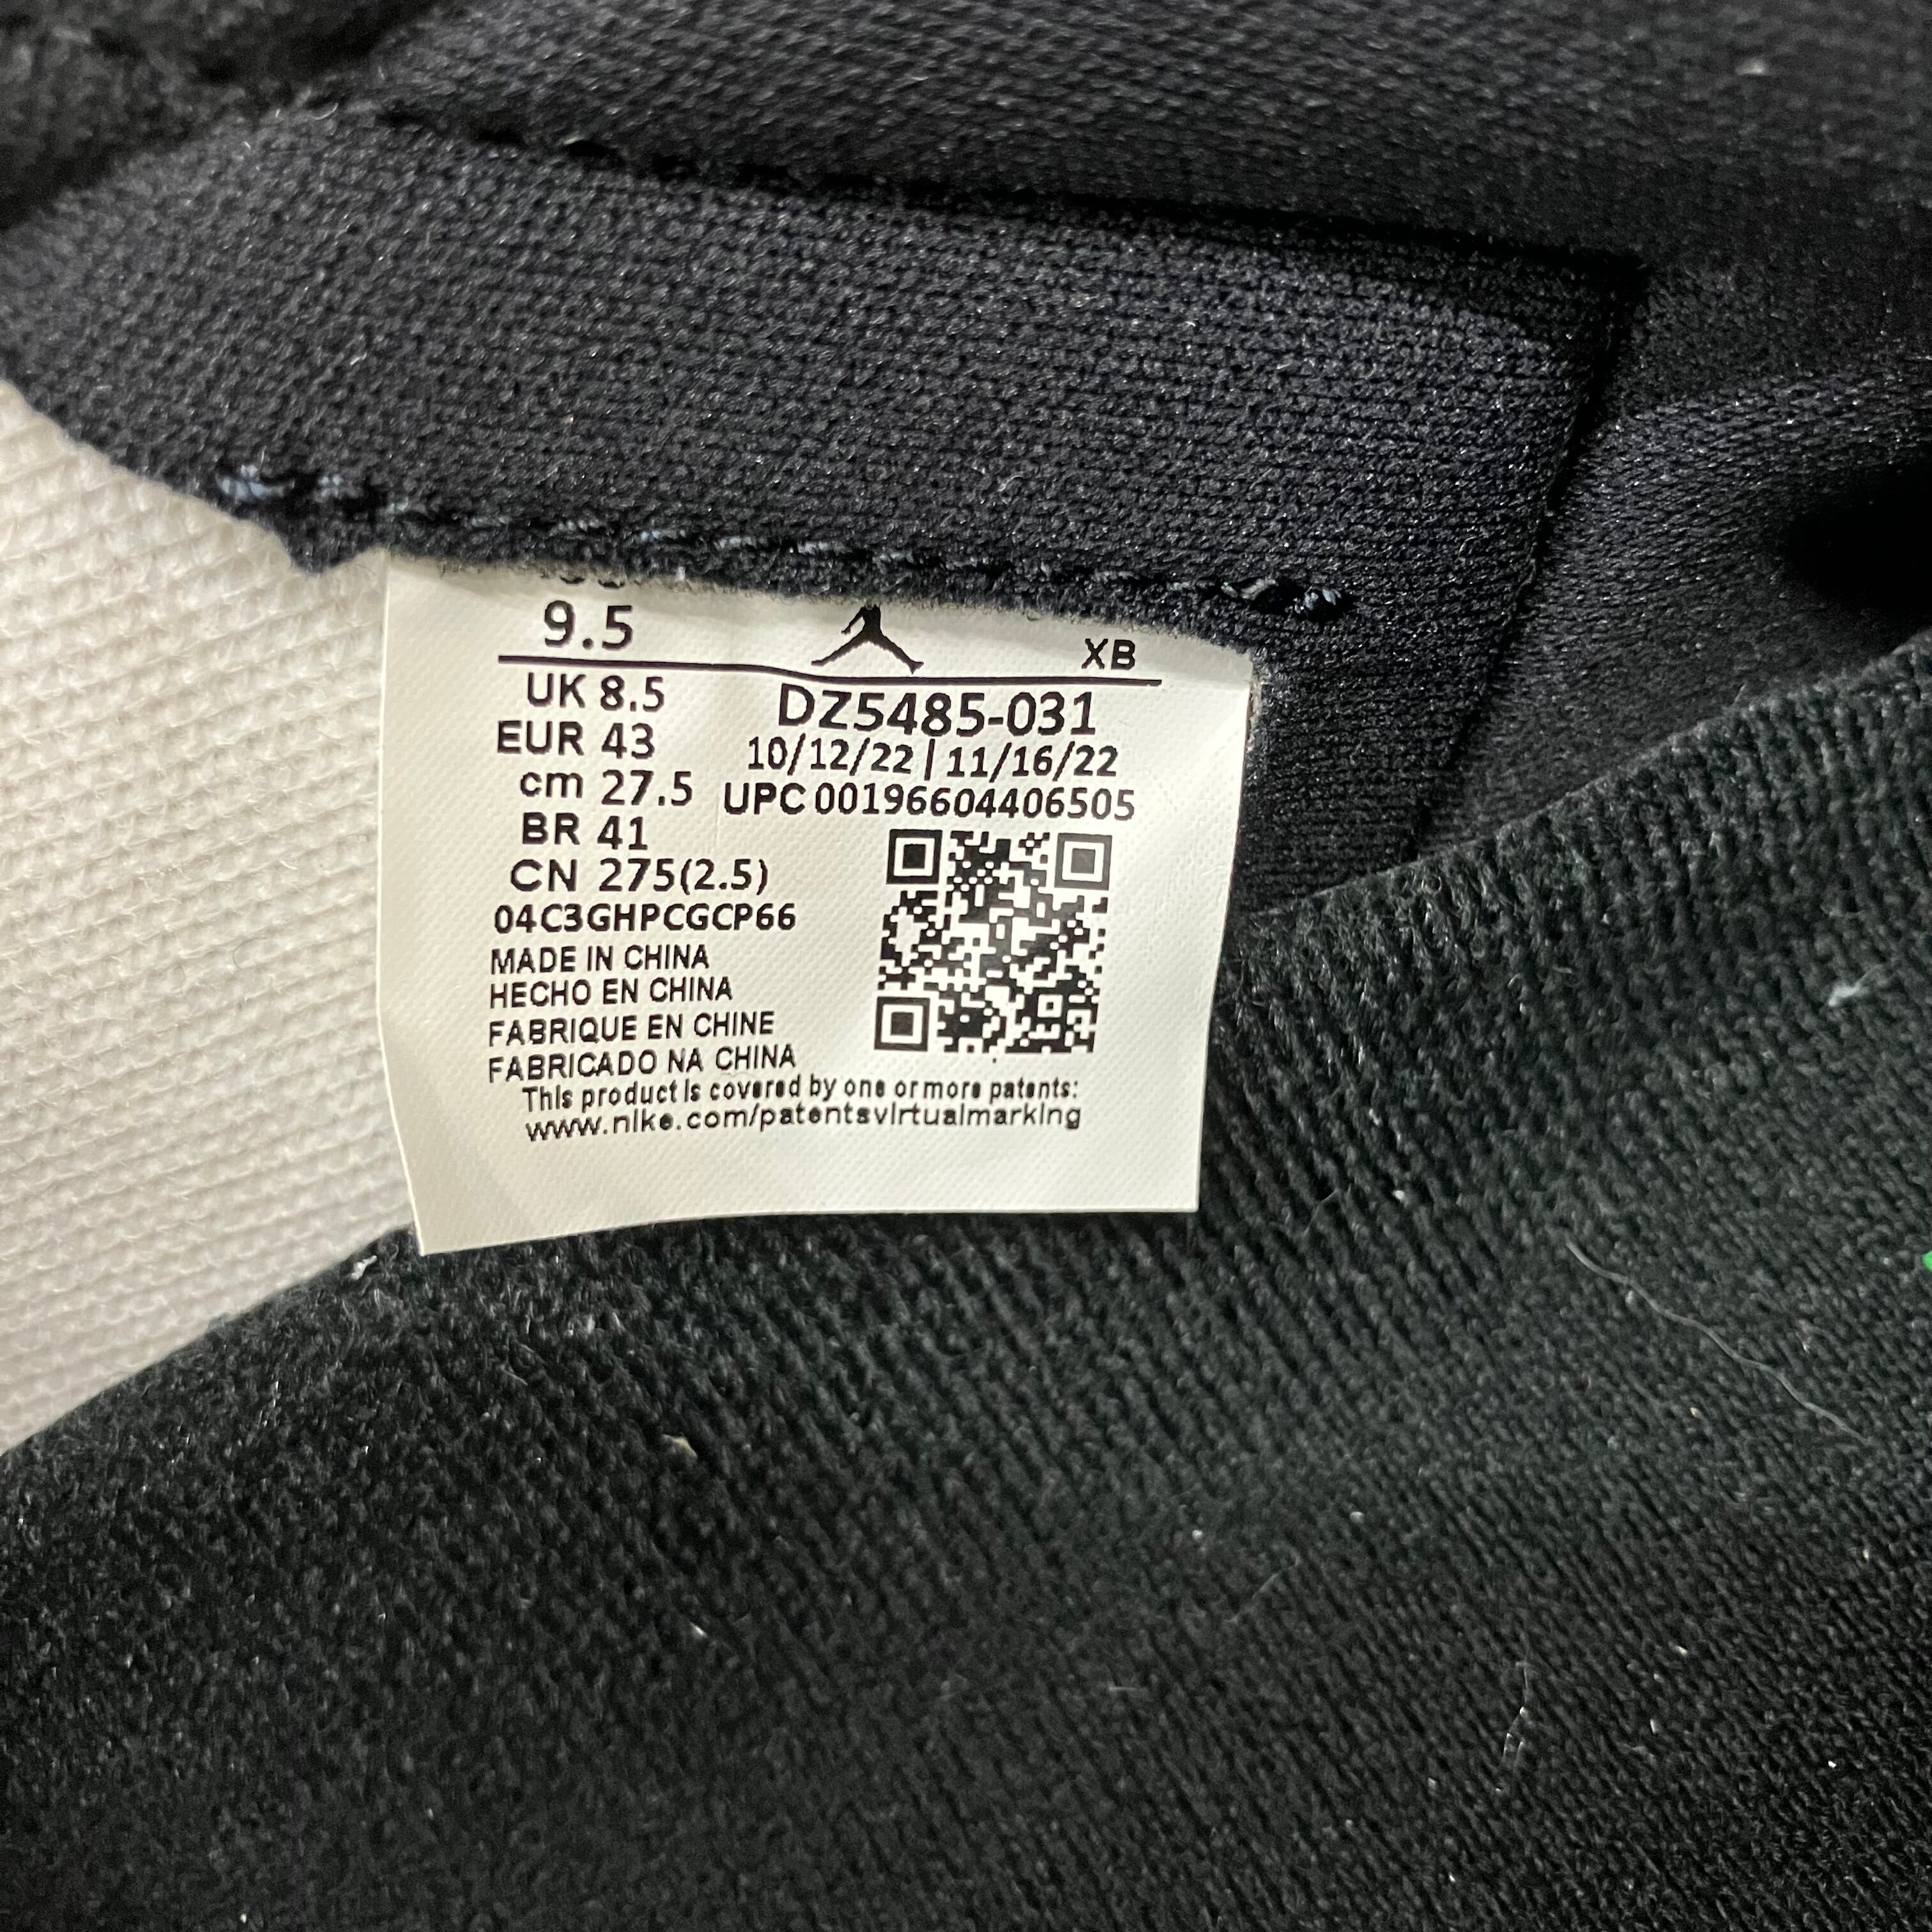 9.5 XB
UK 8.5 DZ5485-031
EUR 43 10/12/22 | 11/16/22
cm 27.5 UPC 00196604406505
BR 41
CN 275(2.5)
04C3GHPCGCP66
MADE IN CHINA
HECHO EN CHINA
FABRIQUE EN CHINE
FABRICADO NA CHINA
This product is covered by one or more patents:
www.nike.com/patentsvirtualmarking